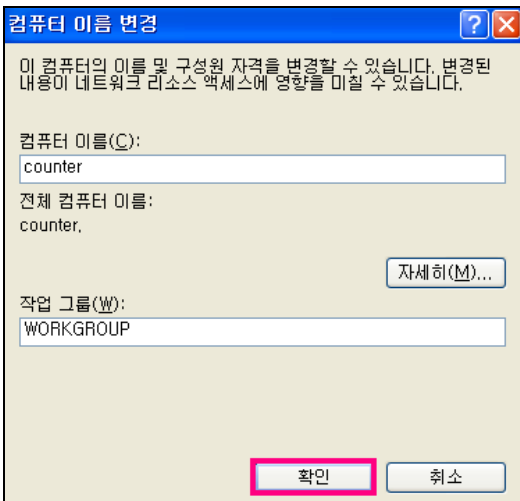 컴퓨터 이름 변경
이 컴퓨터의 이름 및 구성원 자격을 변경할 수 있습니다. 변경된
내용이 네트워크 리소스 액세스에 영향을 미칠 수 있습니다.
컴퓨터 이름(C):
counter
전체 컴퓨터 이름:
counter.
자세히(M)...
작업 그룹(W):
WORKGROUP
확인 취소